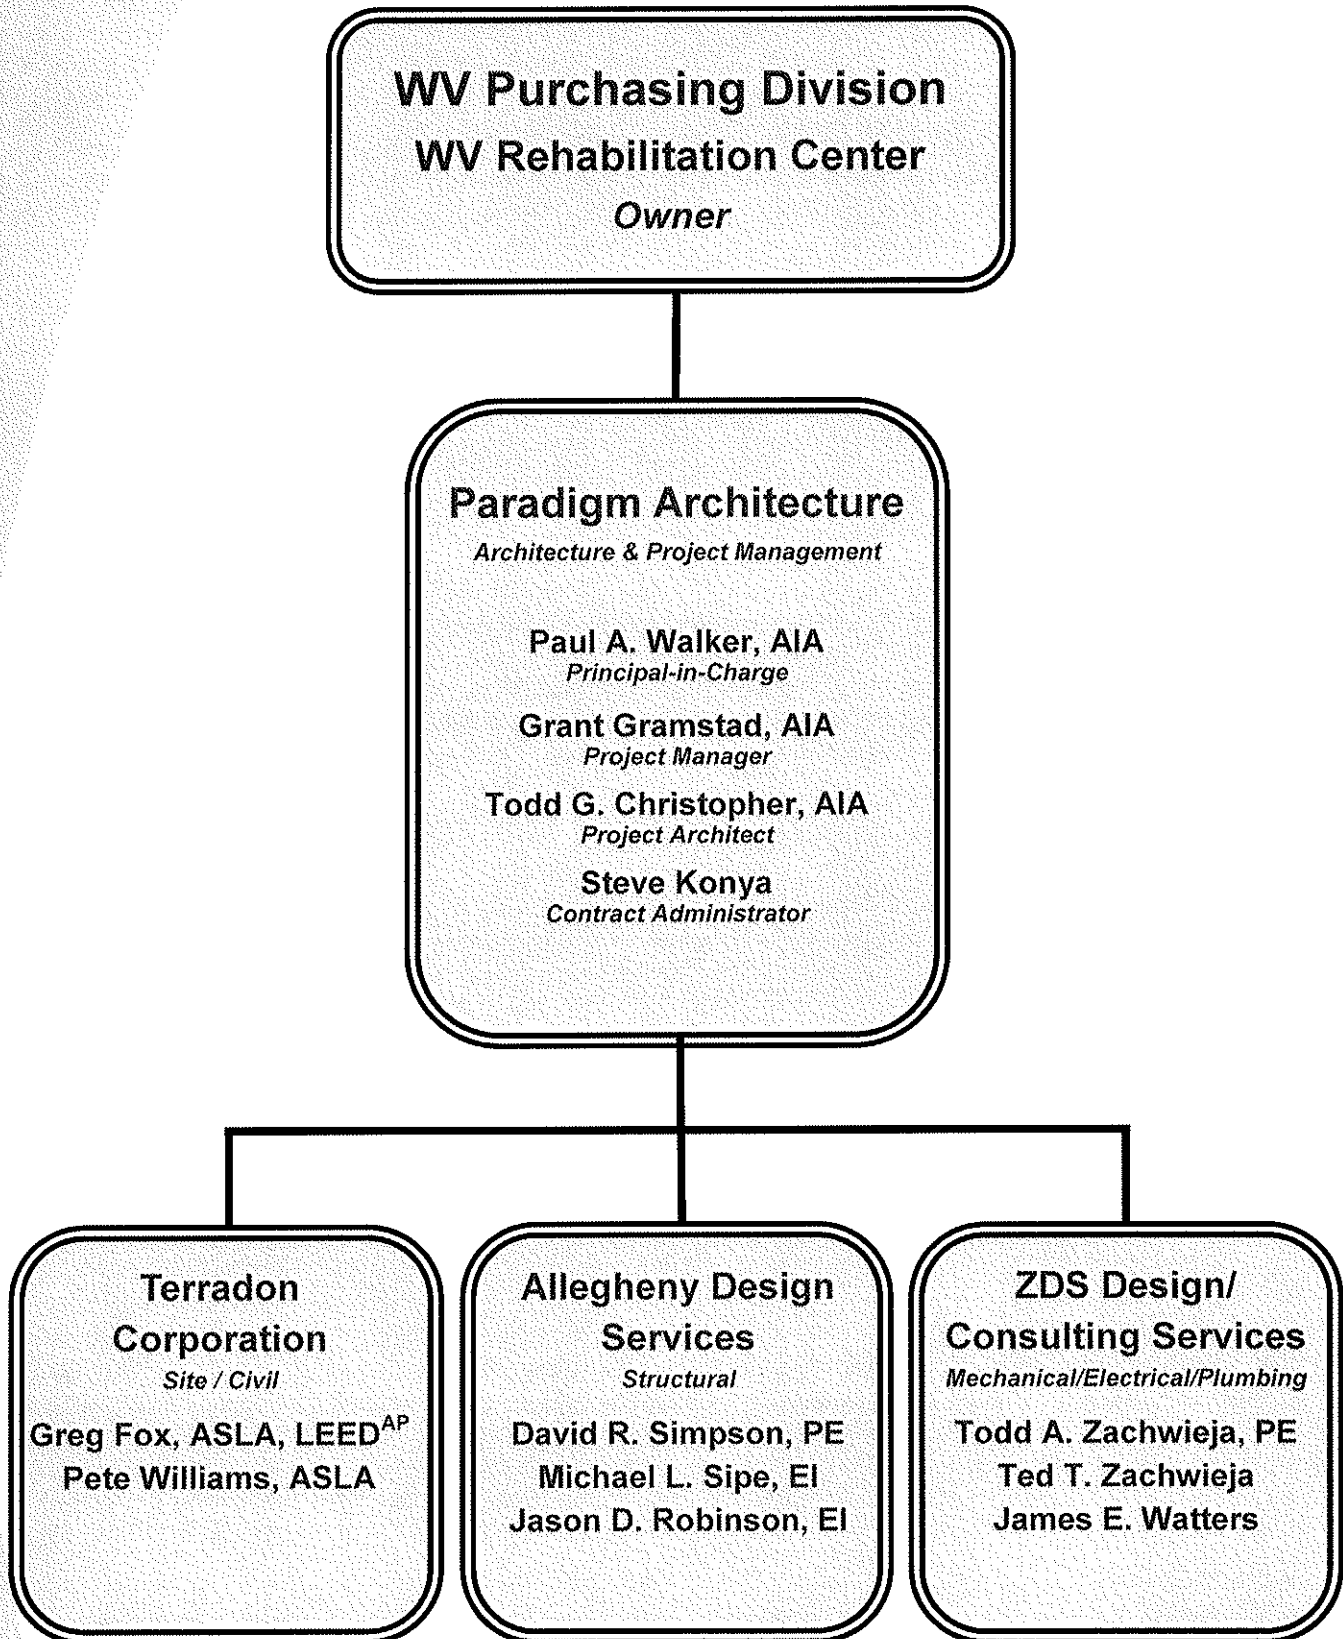 WV Purchasing Division
WV Rehabilitation Center
Owner
Paradigm Architecture
Architecture & Project Management
Paul A. Walker, AIA
Principal-in-Charge
Grant Gramstad, AIA
Project Manager
Todd G. Christopher, AIA
Project Architect
Steve Konya
Contract Administrator
Terradon
Corporation
Site / Civil
Greg Fox, ASLA, LEED^AP
Pete Williams, ASLA
Allegheny Design
Services
Structural
David R. Simpson, PE
Michael L. Sipe, EI
Jason D. Robinson, EI
ZDS Design/
Consulting Services
Mechanical/Electrical/Plumbing
Todd A. Zachwieja, PE
Ted T. Zachwieja
James E. Watters